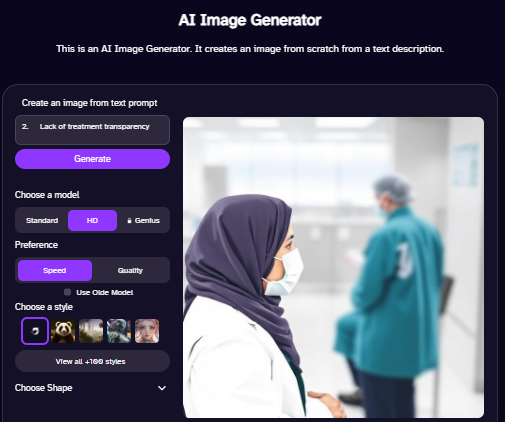 AI Image Generator
This is an AI Image Generator. It creates an image from scratch from a text description.
Create an image from text prompt
2. Lack of treatment transparency
Generate
Choose a model
Standard HD Genius
Preference
Speed Quality
Use Olde Model
Choose a style
View all +100 styles
Choose Shape